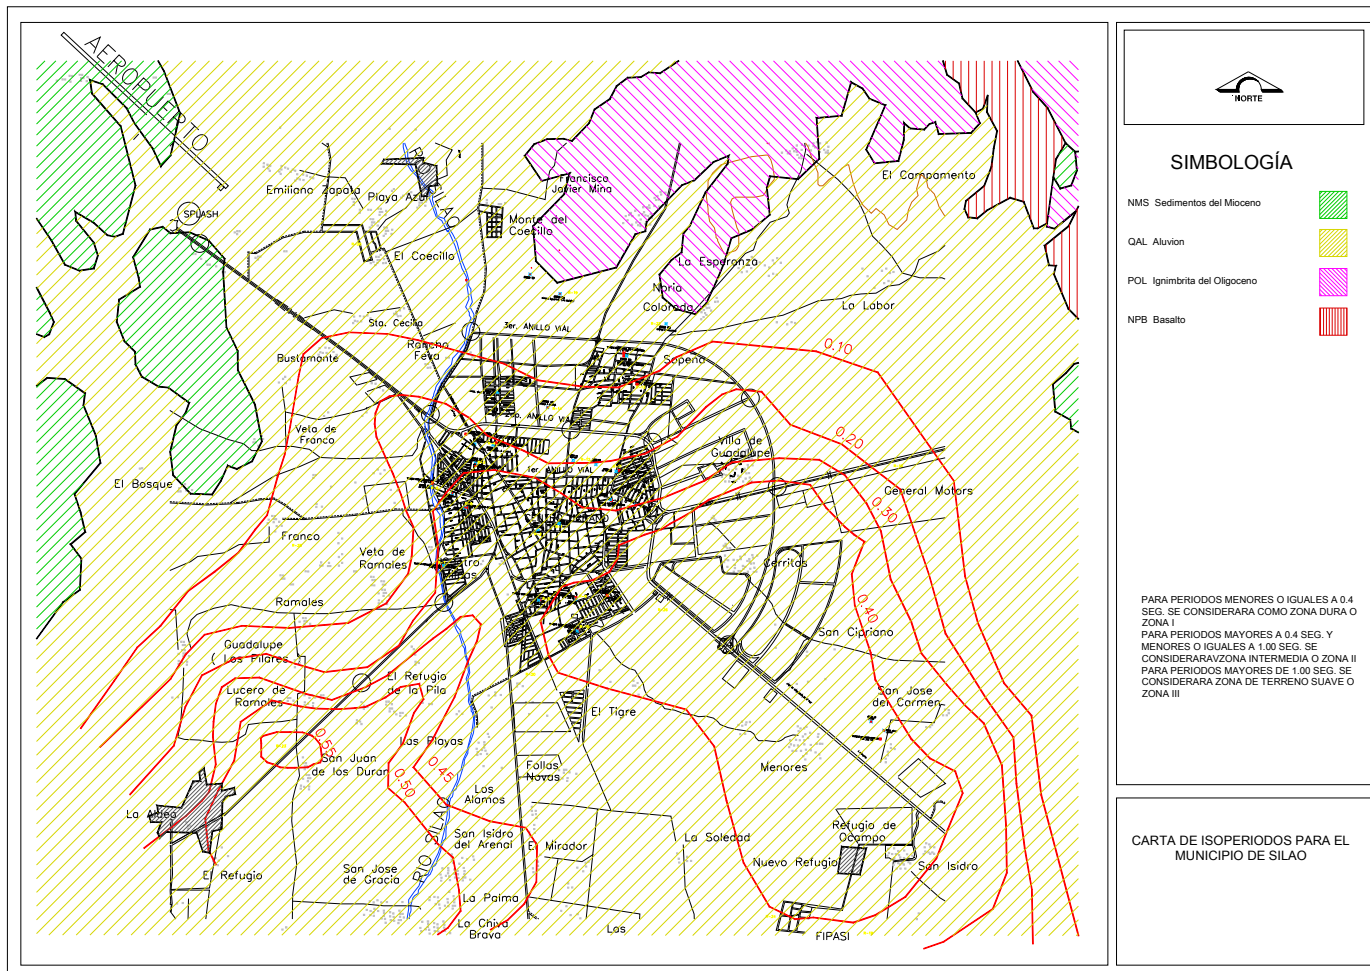 AEROPUERTO
SPLASH
Emiliano Zapata
Playa Azul
RIO SILAO
Francisco
Javier Mina
El Campamento
Monte del
Coecillo
El Coecillo
La Esperanza
Noria
Colorada
La Labor
Sta. Cecilia
Rancho
Feva
3er. ANILLO VIAL
Sopena
0.10
Bustamante
Veta de
Franco
2do. ANILLO VIAL
Villa de
Guadalupe
0.20
El Bosque
1er. ANILLO VIAL
General Motors
0.30
Franco
Veta de
Ramales
Cerritos
Ramales
0.40
San Cipriano
Guadalupe
( Los Pilares
El Refugio
de la Pila
Lucero de
Ramales
San Jose
del Carmen
El Tigre
Las Playas
0.55
San Juan
de los Duran
0.50
0.45
Follas
Novas
Menores
Los
Alamos
La Aldea
RIO SILAO
San Isidro
del Arenal
El Mirador
La Soledad
Refugio de
Ocampo
Nuevo Refugio
San Isidro
El Refugio
San Jose
de Gracia
La Palma
La Chiva
Brava
Los
FIPASI
NORTE
SIMBOLOGÍA
NMS Sedimentos del Mioceno
QAL Aluvion
POL Ignimbrita del Oligoceno
NPB Basalto
PARA PERIODOS MENORES O IGUALES A 0.4
SEG. SE CONSIDERARA COMO ZONA DURA O
ZONA I
PARA PERIODOS MAYORES A 0.4 SEG. Y
MENORES O IGUALES A 1.00 SEG. SE
CONSIDERARAVZONA INTERMEDIA O ZONA II
PARA PERIODOS MAYORES DE 1.00 SEG. SE
CONSIDERARA ZONA DE TERRENO SUAVE O
ZONA III
CARTA DE ISOPERIODOS PARA EL
MUNICIPIO DE SILAO